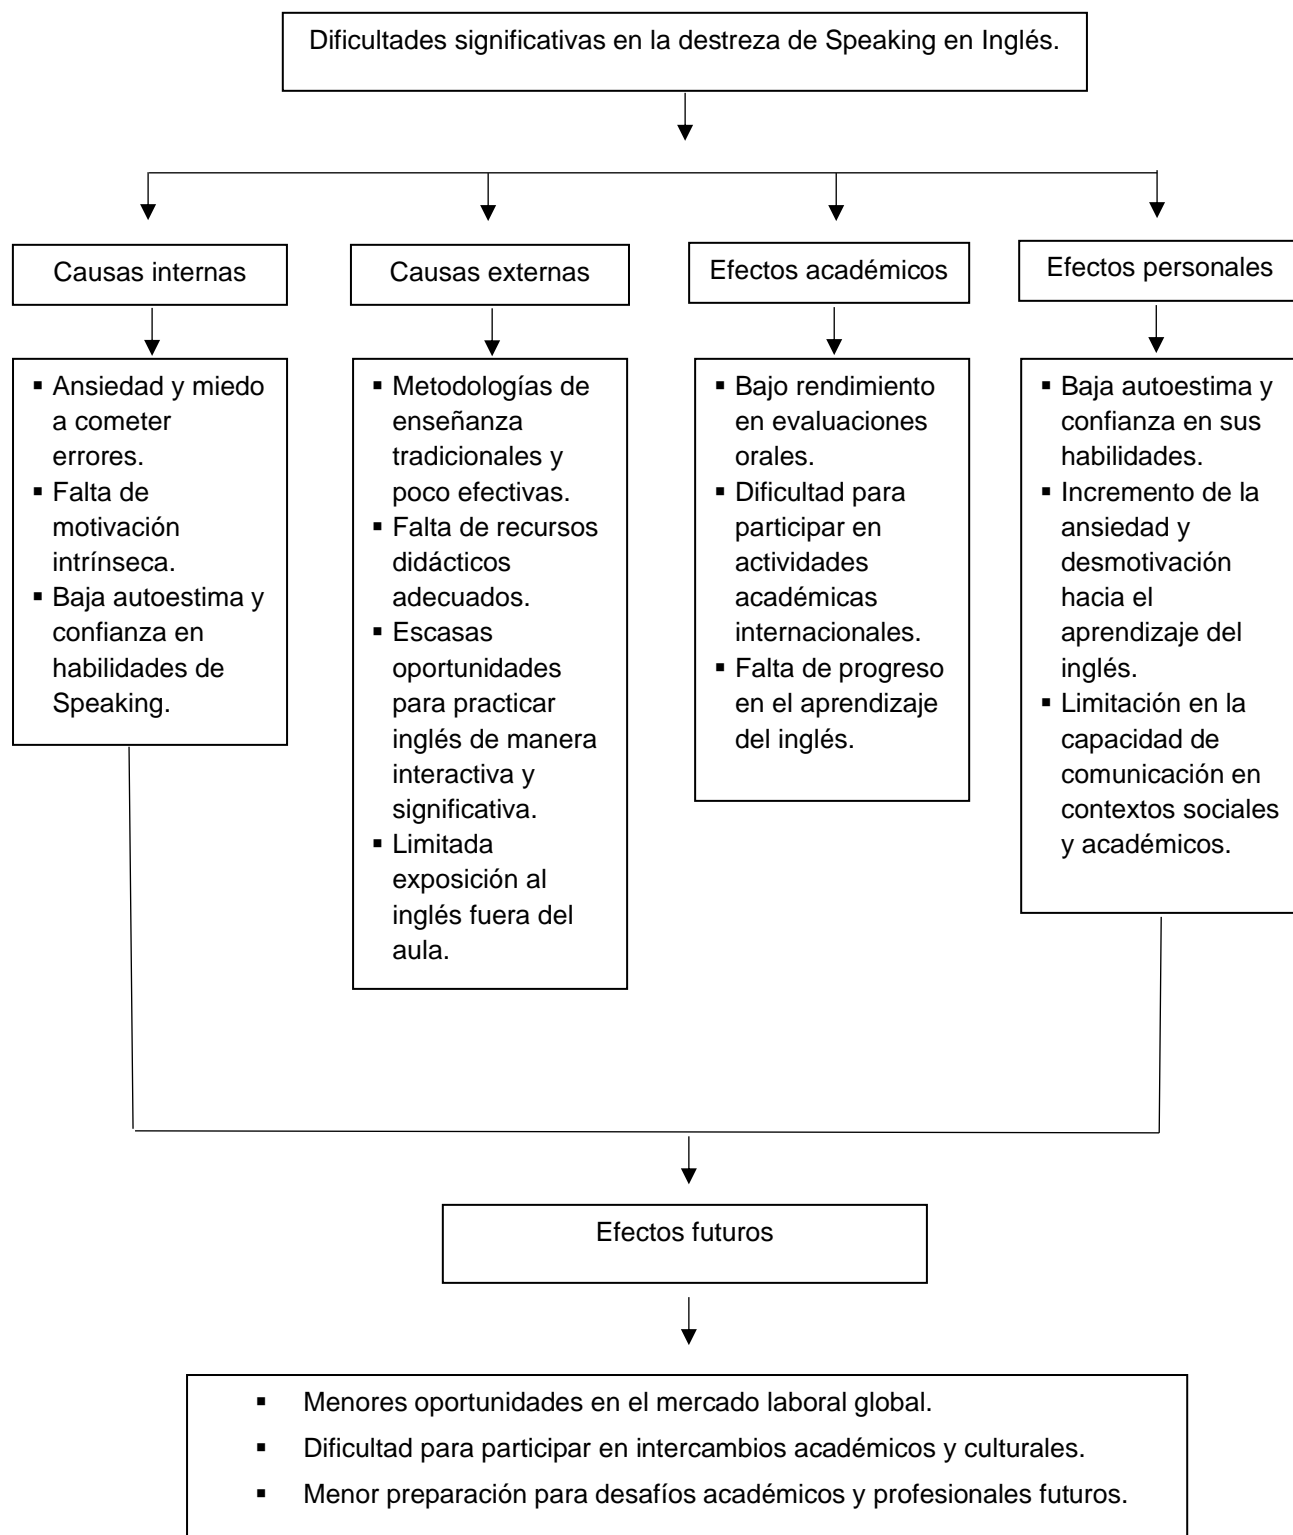 Dificultades significativas en la destreza de Speaking en Inglés.
Causas internas
Causas externas
Efectos académicos
Efectos personales
▪ Ansiedad y miedo
a cometer
errores.
▪ Falta de
motivación
intrínseca.
▪ Baja autoestima y
confianza en
habilidades de
Speaking.
▪ Metodologías de
enseñanza
tradicionales y
poco efectivas.
▪ Falta de recursos
didácticos
adecuados.
▪ Escasas
oportunidades
para practicar
inglés de manera
interactiva y
significativa.
▪ Limitada
exposición al
inglés fuera del
aula.
▪ Bajo rendimiento
en evaluaciones
orales.
▪ Dificultad para
participar en
actividades
académicas
internacionales.
▪ Falta de progreso
en el aprendizaje
del inglés.
▪ Baja autoestima y
confianza en sus
habilidades.
▪ Incremento de la
ansiedad y
desmotivación
hacia el
aprendizaje del
inglés.
▪ Limitación en la
capacidad de
comunicación en
contextos sociales
y académicos.
Efectos futuros
▪ Menores oportunidades en el mercado laboral global.
▪ Dificultad para participar en intercambios académicos y culturales.
▪ Menor preparación para desafíos académicos y profesionales futuros.